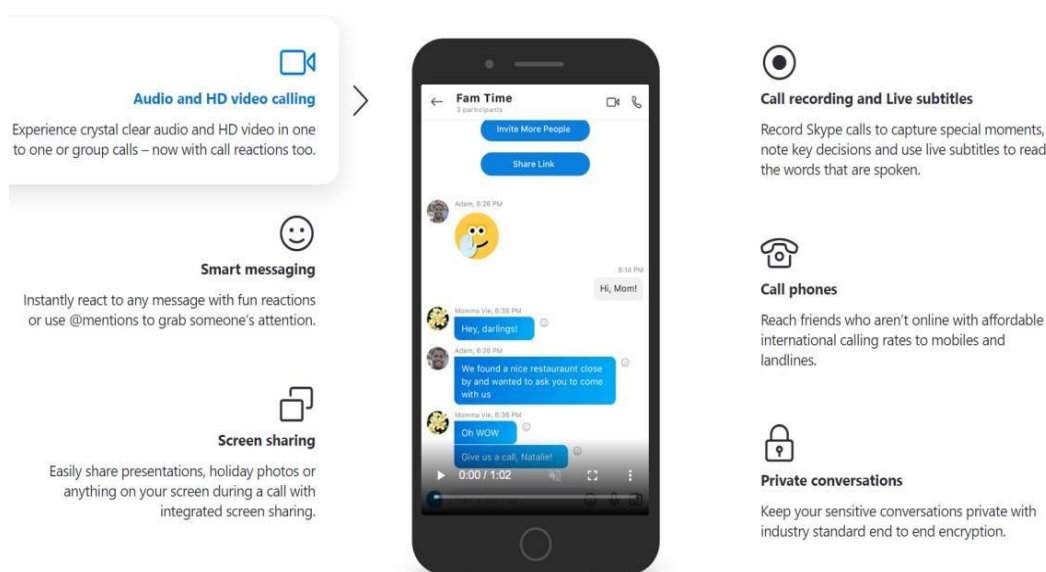 Audio and HD video calling
Experience crystal clear audio and HD video in one
to one or group calls – now with call reactions too.
Smart messaging
Instantly react to any message with fun reactions
or use @mentions to grab someone's attention.
Screen sharing
Easily share presentations, holiday photos or
anything on your screen during a call with
integrated screen sharing.
Fam Time
3 participants
Invite More People
Share Link
Adam, 6:26 PM
6:14 PM
Hi, Mom!
Momma Vie, 6:38 PM
Hey, darlings!
Adam, 6:26 PM
We found a nice restauraunt close
by and wanted to ask you to come
with us
Momma Vie, 6:38 PM
Oh WOW
Give us a call, Natalie!
0:00 / 1:02
Call recording and Live subtitles
Record Skype calls to capture special moments,
note key decisions and use live subtitles to read
the words that are spoken.
Call phones
Reach friends who aren't online with affordable
international calling rates to mobiles and
landlines.
Private conversations
Keep your sensitive conversations private with
industry standard end to end encryption.